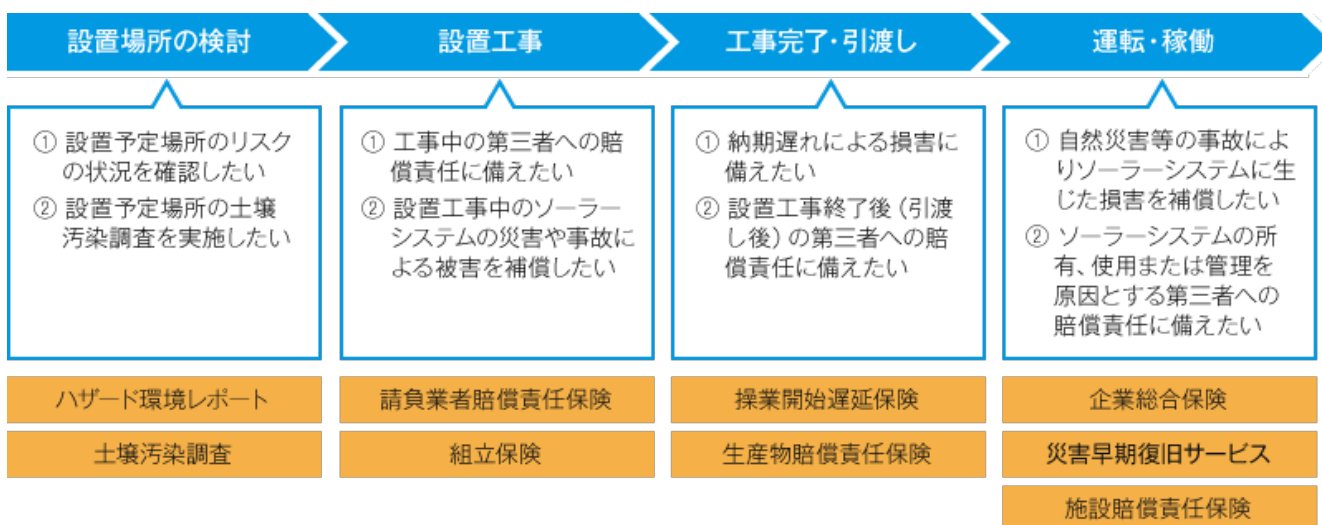 設置場所の検討
設置工事
工事完了・引渡し
運転・稼働
① 設置予定場所のリスク
の状況を確認したい
② 設置予定場所の土壌
汚染調査を実施したい
① 工事中の第三者への賠
償責任に備えたい
② 設置工事中のソーラー
システムの災害や事故に
よる被害を補償したい
① 納期遅れによる損害に
備えたい
② 設置工事終了後（引渡
し後）の第三者への賠
償責任に備えたい
① 自然災害等の事故によ
りソーラーシステムに生
じた損害を補償したい
② ソーラーシステムの所
有、使用または管理を
原因とする第三者への
賠償責任に備えたい
ハザード環境レポート
土壌汚染調査
請負業者賠償責任保険
組立保険
操業開始遅延保険
生産物賠償責任保険
企業総合保険
災害早期復旧サービス
施設賠償責任保険